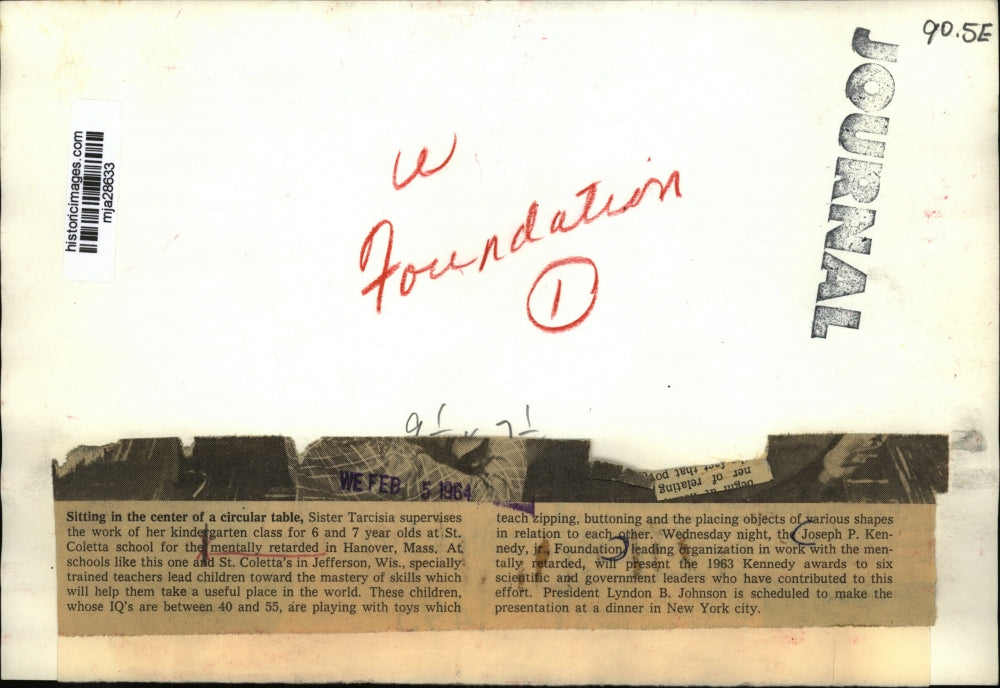 90.5E
JOURNAL
historicimages.com
mja28633
w
Foundation
1
WE FEB 5 1964
ner of relating
fact that pov
Sitting in the center of a circular table, Sister Tarcisia supervises
the work of her kindergarten class for 6 and 7 year olds at St.
Coletta school for the mentally retarded in Hanover, Mass. At
schools like this one and St. Coletta's in Jefferson, Wis., specially
trained teachers lead children toward the mastery of skills which
will help them take a useful place in the world. These children,
whose IQ's are between 40 and 55, are playing with toys which
teach zipping, buttoning and the placing objects of various shapes
in relation to each other. Wednesday night, the Joseph P. Ken-
nedy, jr., Foundation, leading organization in work with the men-
tally retarded, will present the 1963 Kennedy awards to six
scientific and government leaders who have contributed to this
effort. President Lyndon B. Johnson is scheduled to make the
presentation at a dinner in New York city.